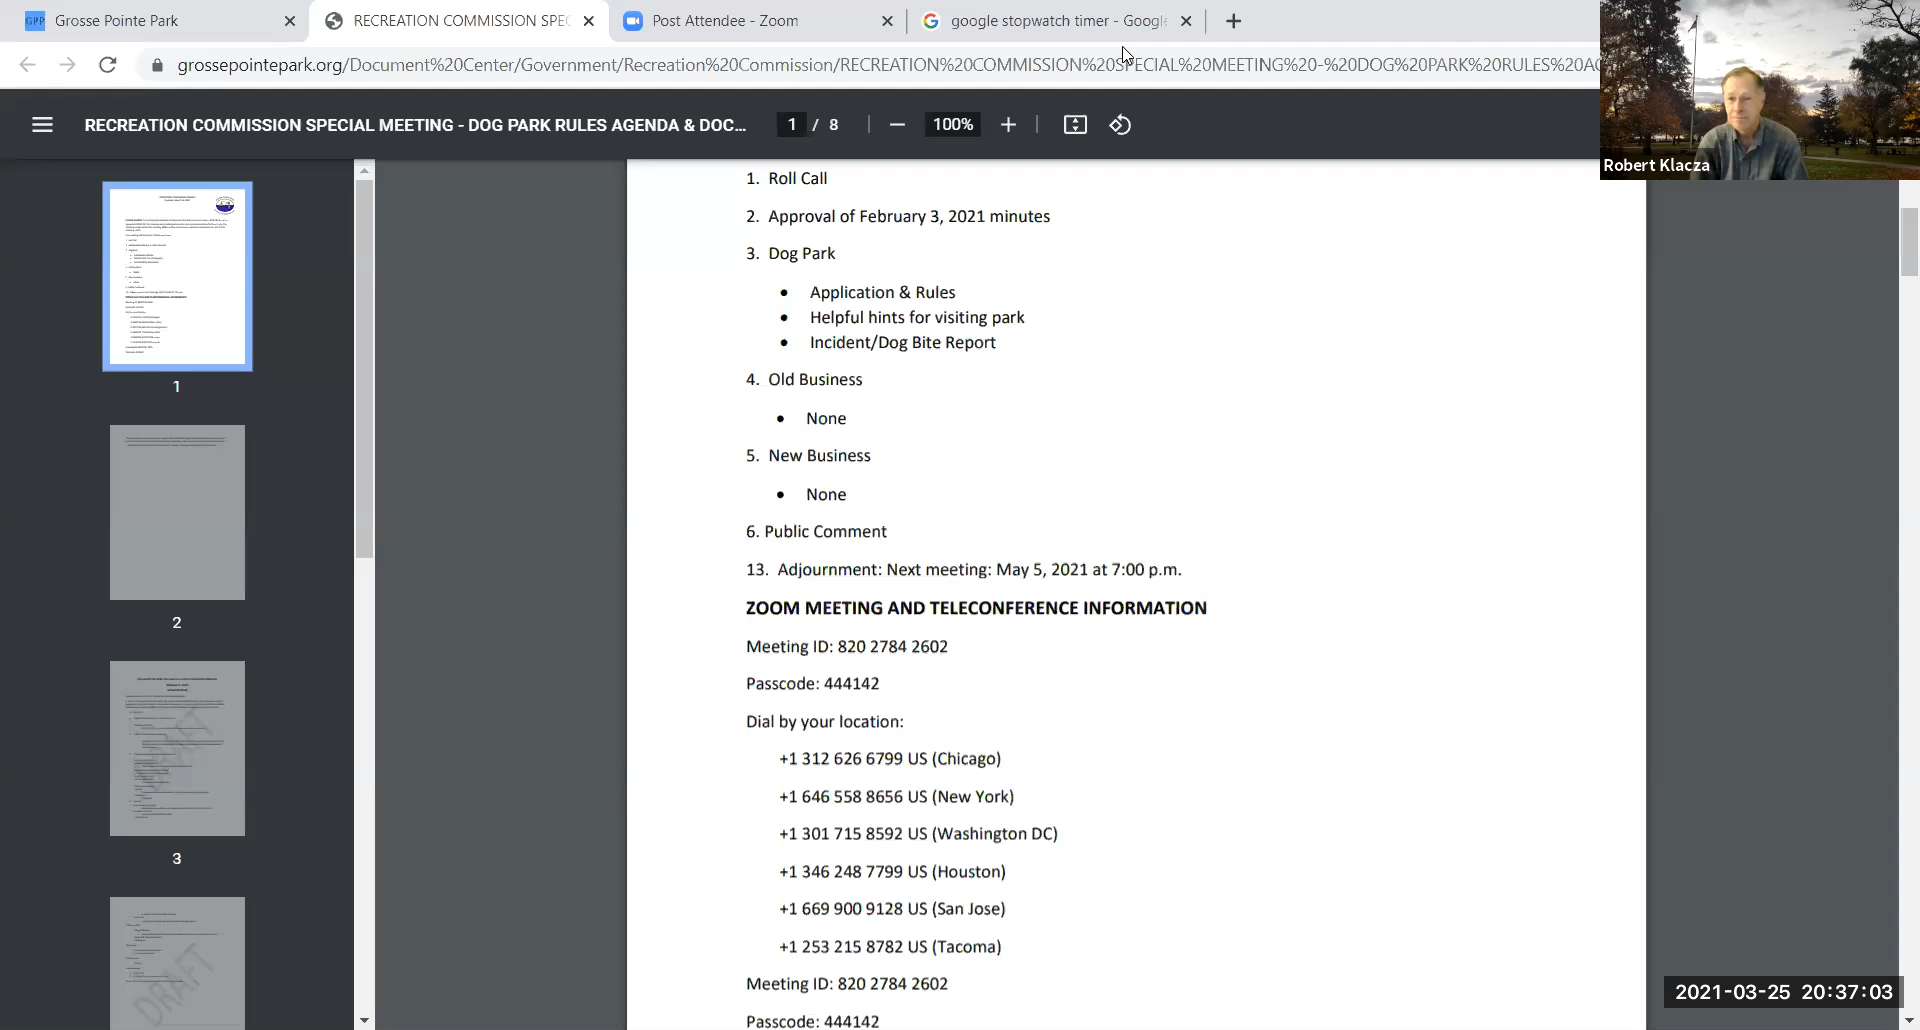 GPP Grosse Pointe Park
RECREATION COMMISSION SPEC
Post Attendee - Zoom
google stopwatch timer - Google
grossepointepark.org/Document%20Center/Government/Recreation%20Commission/RECREATION%20COMMISSION%20SPECIAL%20MEETING%20-%20DOG%20PARK%20RULES%20AG
RECREATION COMMISSION SPECIAL MEETING - DOG PARK RULES AGENDA & DOC...
1 / 8
100%
Robert Klacza
1
2
3
DRAFT
DRAFT
1. Roll Call
2. Approval of February 3, 2021 minutes
3. Dog Park
• Application & Rules
• Helpful hints for visiting park
• Incident/Dog Bite Report
4. Old Business
• None
5. New Business
• None
6. Public Comment
13. Adjournment: Next meeting: May 5, 2021 at 7:00 p.m.
ZOOM MEETING AND TELECONFERENCE INFORMATION
Meeting ID: 820 2784 2602
Passcode: 444142
Dial by your location:
+1 312 626 6799 US (Chicago)
+1 646 558 8656 US (New York)
+1 301 715 8592 US (Washington DC)
+1 346 248 7799 US (Houston)
+1 669 900 9128 US (San Jose)
+1 253 215 8782 US (Tacoma)
Meeting ID: 820 2784 2602
Passcode: 444142
2021-03-25 20:37:03